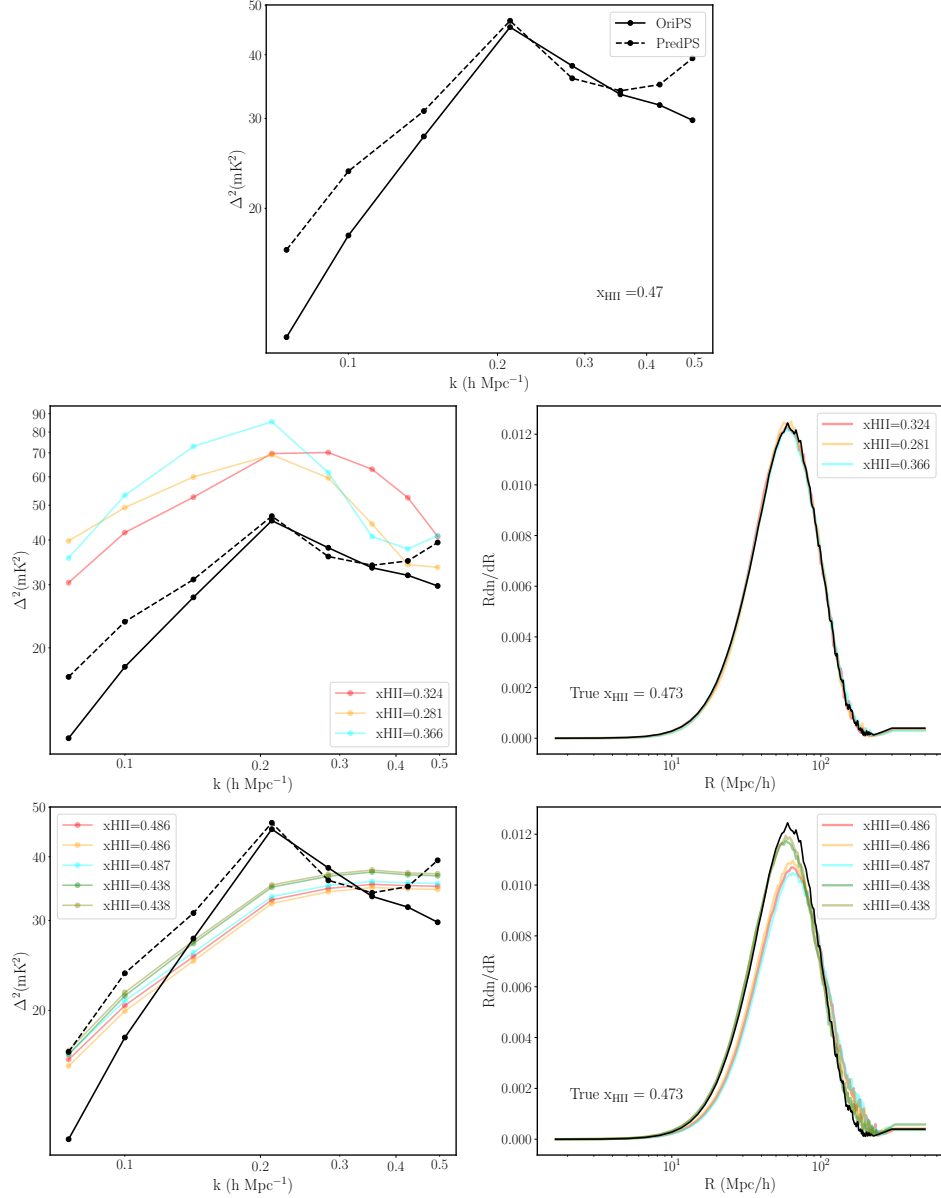 50
40
30
20
Δ²(mK²)
OriPS
PredPS
x_HII =0.47
0.1
0.2
0.3
0.4
0.5
k (h Mpc⁻¹)
90
80
70
60
50
40
30
20
Δ²(mK²)
xHII=0.324
xHII=0.281
xHII=0.366
0.1
0.2
0.3
0.4
0.5
k (h Mpc⁻¹)
0.012
0.010
0.008
0.006
0.004
0.002
0.000
Rdn/dR
xHII=0.324
xHII=0.281
xHII=0.366
True x_HII = 0.473
10¹
10²
R (Mpc/h)
50
40
30
20
Δ²(mK²)
xHII=0.486
xHII=0.486
xHII=0.487
xHII=0.438
xHII=0.438
0.1
0.2
0.3
0.4
0.5
k (h Mpc⁻¹)
0.012
0.010
0.008
0.006
0.004
0.002
0.000
Rdn/dR
xHII=0.486
xHII=0.486
xHII=0.487
xHII=0.438
xHII=0.438
True x_HII = 0.473
10¹
10²
R (Mpc/h)